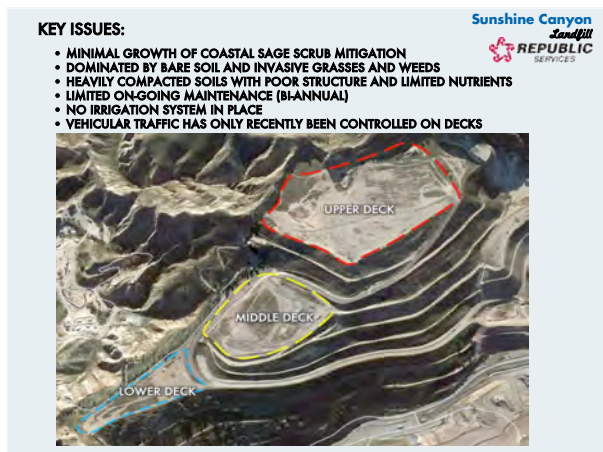 Sunshine Canyon
Landfill
REPUBLIC
SERVICES
KEY ISSUES:
• MINIMAL GROWTH OF COASTAL SAGE SCRUB MITIGATION
• DOMINATED BY BARE SOIL AND INVASIVE GRASSES AND WEEDS
• HEAVILY COMPACTED SOILS WITH POOR STRUCTURE AND LIMITED NUTRIENTS
• LIMITED ON-GOING MAINTENANCE (BI-ANNUAL)
• NO IRRIGATION SYSTEM IN PLACE
• VEHICULAR TRAFFIC HAS ONLY RECENTLY BEEN CONTROLLED ON DECKS
UPPER DECK
MIDDLE DECK
LOWER DECK